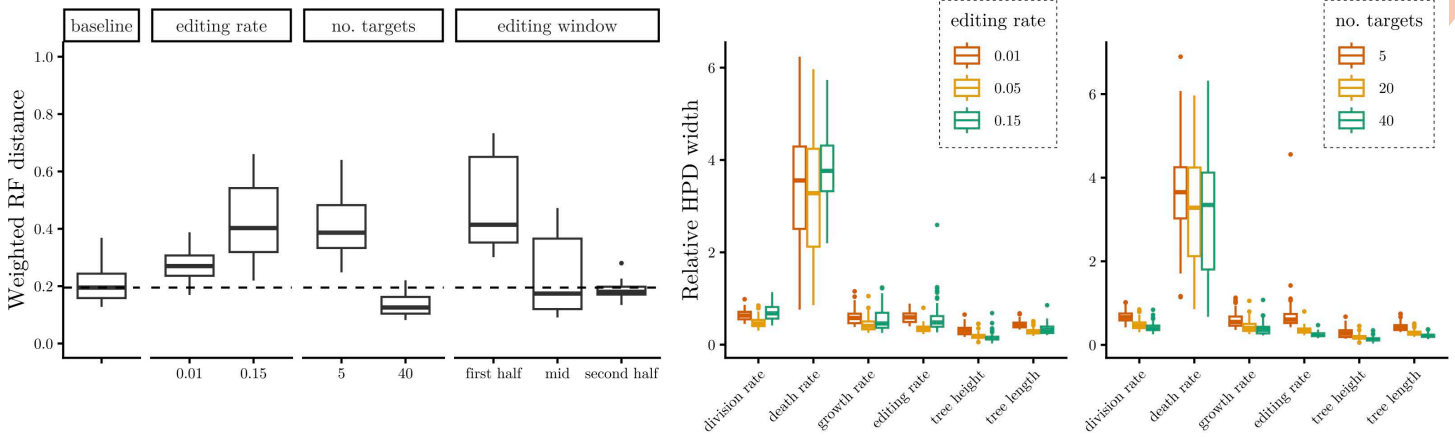 baseline
editing rate
no. targets
editing window
Weighted RF distance
1.0
0.8
0.6
0.4
0.2
0.0
0.01
0.15
5
40
first half
mid
second half
editing rate
0.01
0.05
0.15
Relative HPD width
6
4
2
0
division rate
death rate
growth rate
editing rate
tree height
tree length
no. targets
5
20
40
6
4
2
0
division rate
death rate
growth rate
editing rate
tree height
tree length